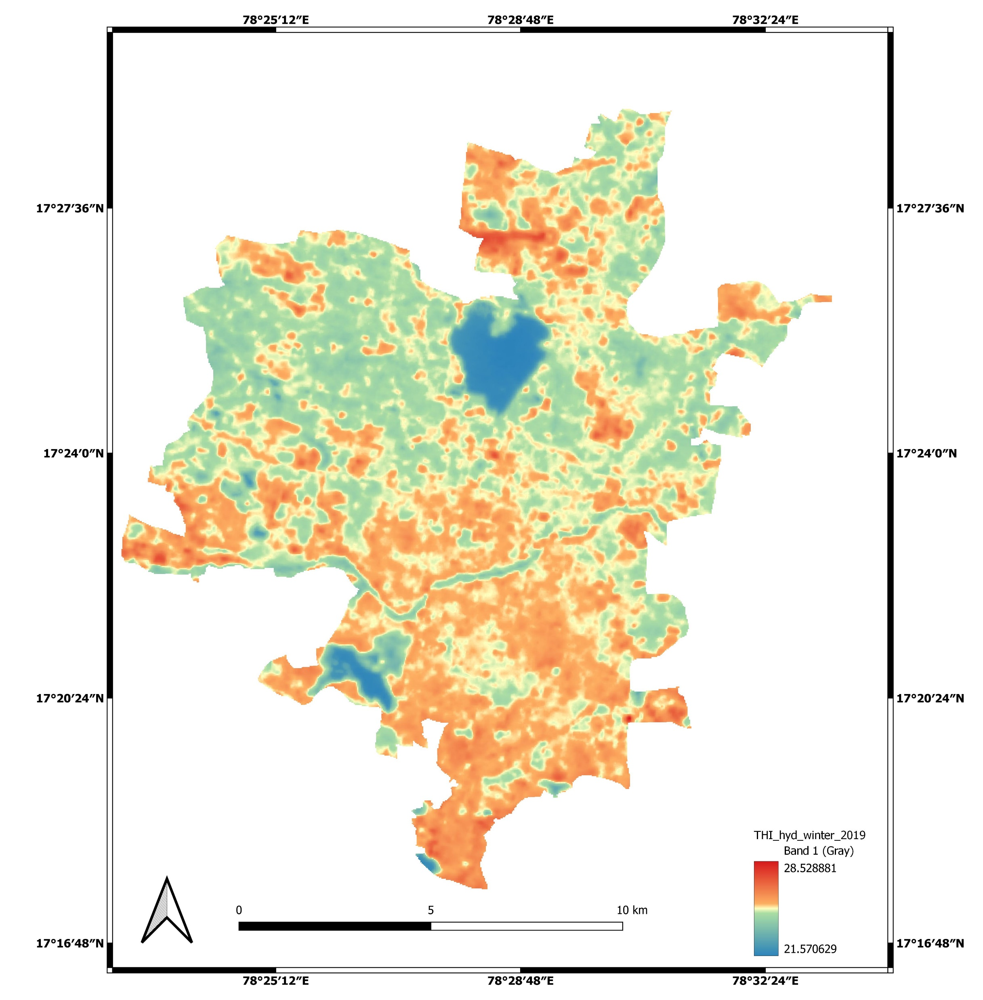 78°25′12″E 78°28′48″E 78°32′24″E
17°27′36″N 17°27′36″N
17°24′0″N 17°24′0″N
17°20′24″N 17°20′24″N
THI_hyd_winter_2019
Band 1 (Gray)
28.528881
0 5 10 km
17°16′48″N 21.570629 17°16′48″N
78°25′12″E 78°28′48″E 78°32′24″E